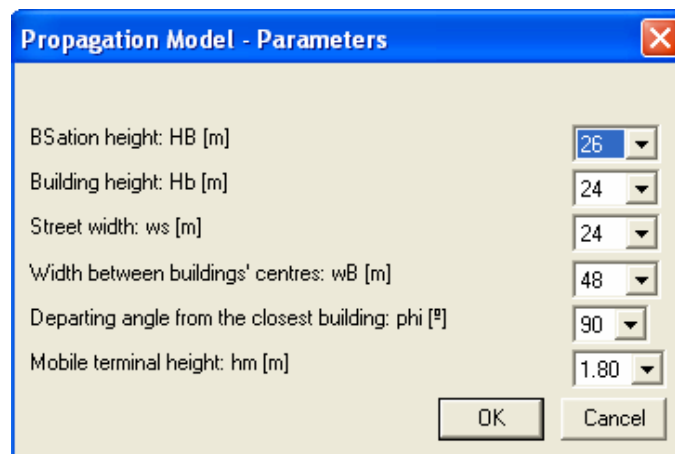 Propagation Model - Parameters
BSation height: HB [m] 26
Building height: Hb [m] 24
Street width: ws [m] 24
Width between buildings' centres: wB [m] 48
Departing angle from the closest building: phi [º] 90
Mobile terminal height: hm [m] 1.80
OK Cancel